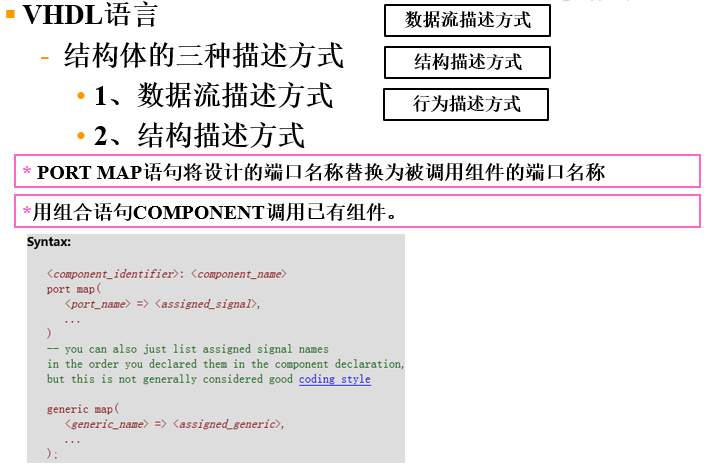 VHDL语言
数据流描述方式
- 结构体的三种描述方式
结构描述方式
• 1、数据流描述方式
行为描述方式
• 2、结构描述方式
* PORT MAP语句将设计的端口名称替换为被调用组件的端口名称
*用组合语句COMPONENT调用已有组件。
Syntax:
<component_identifier>: <component_name>
port map(
<port_name> => <assigned_signal>,
...
)
-- you can also just list assigned signal names
in the order you declared them in the component declaration,
but this is not generally considered good coding style
generic map(
<generic_name> => <assigned_generic>,
...
);